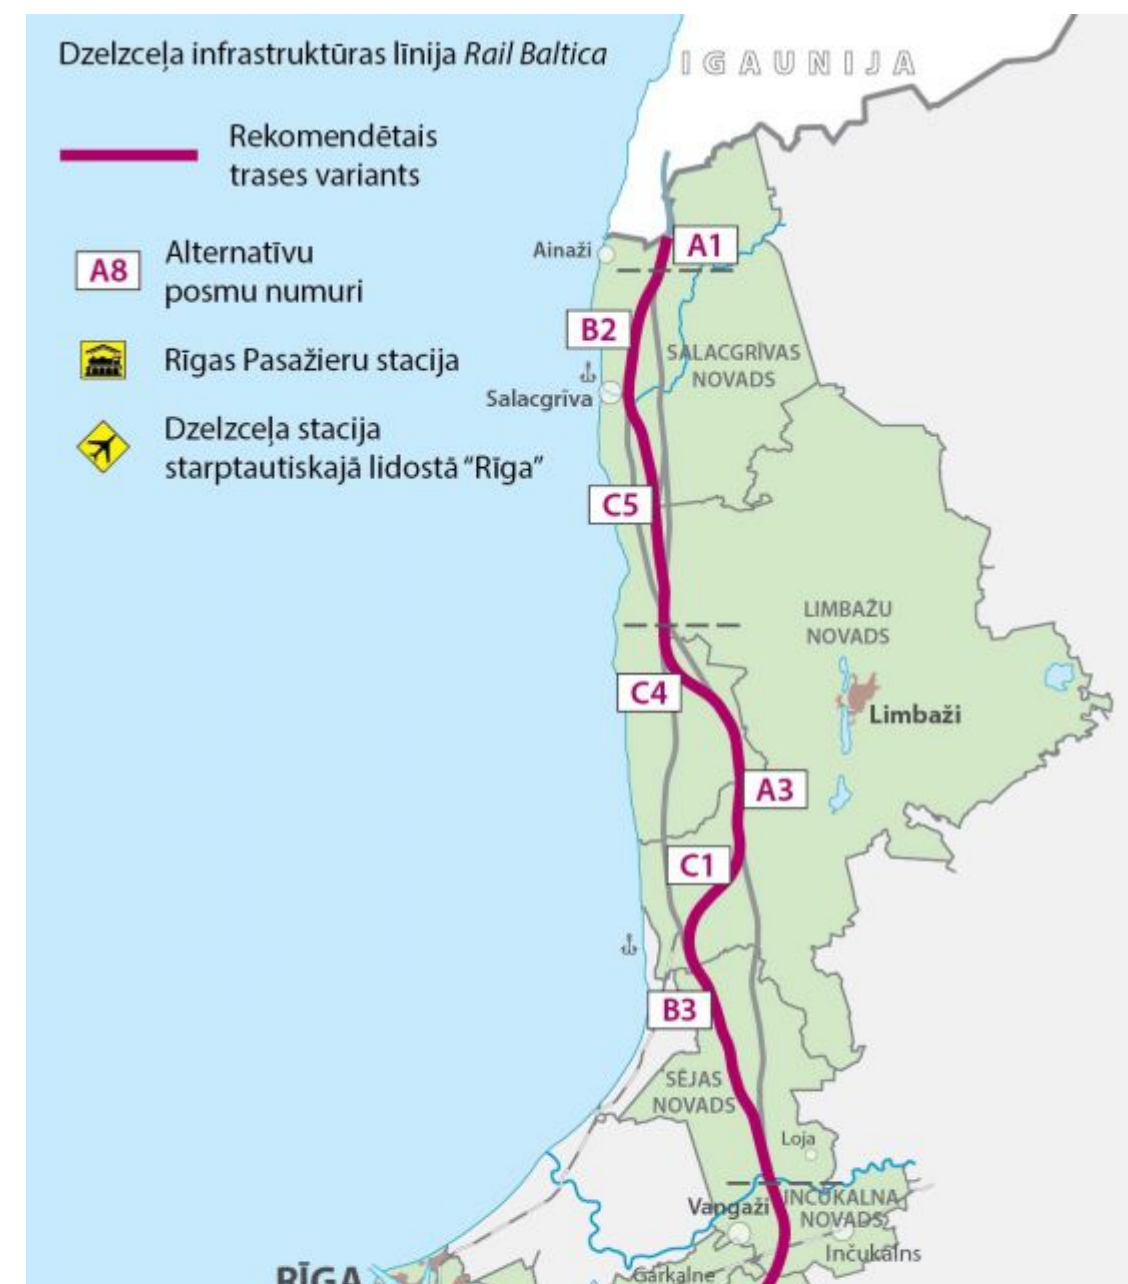 Dzelzceļa infrastruktūras līnija Rail Baltica
IGAUNIJA
Rekomendētais
trases variants
A8
Alternatīvu
posmu numuri
Rīgas Pasažieru stacija
Dzelzceļa stacija
starptautiskajā lidostā “Rīga”
A1
Ainaži
B2
SALACGRĪVAS
NOVADS
Salacgrīva
C5
LIMBAŽU
NOVADS
C4
Limbaži
A3
C1
B3
SĒJAS
NOVADS
Loja
Vangaži
INČUKALNA
NOVADS
Inčukalns
Garkalne
RĪGA